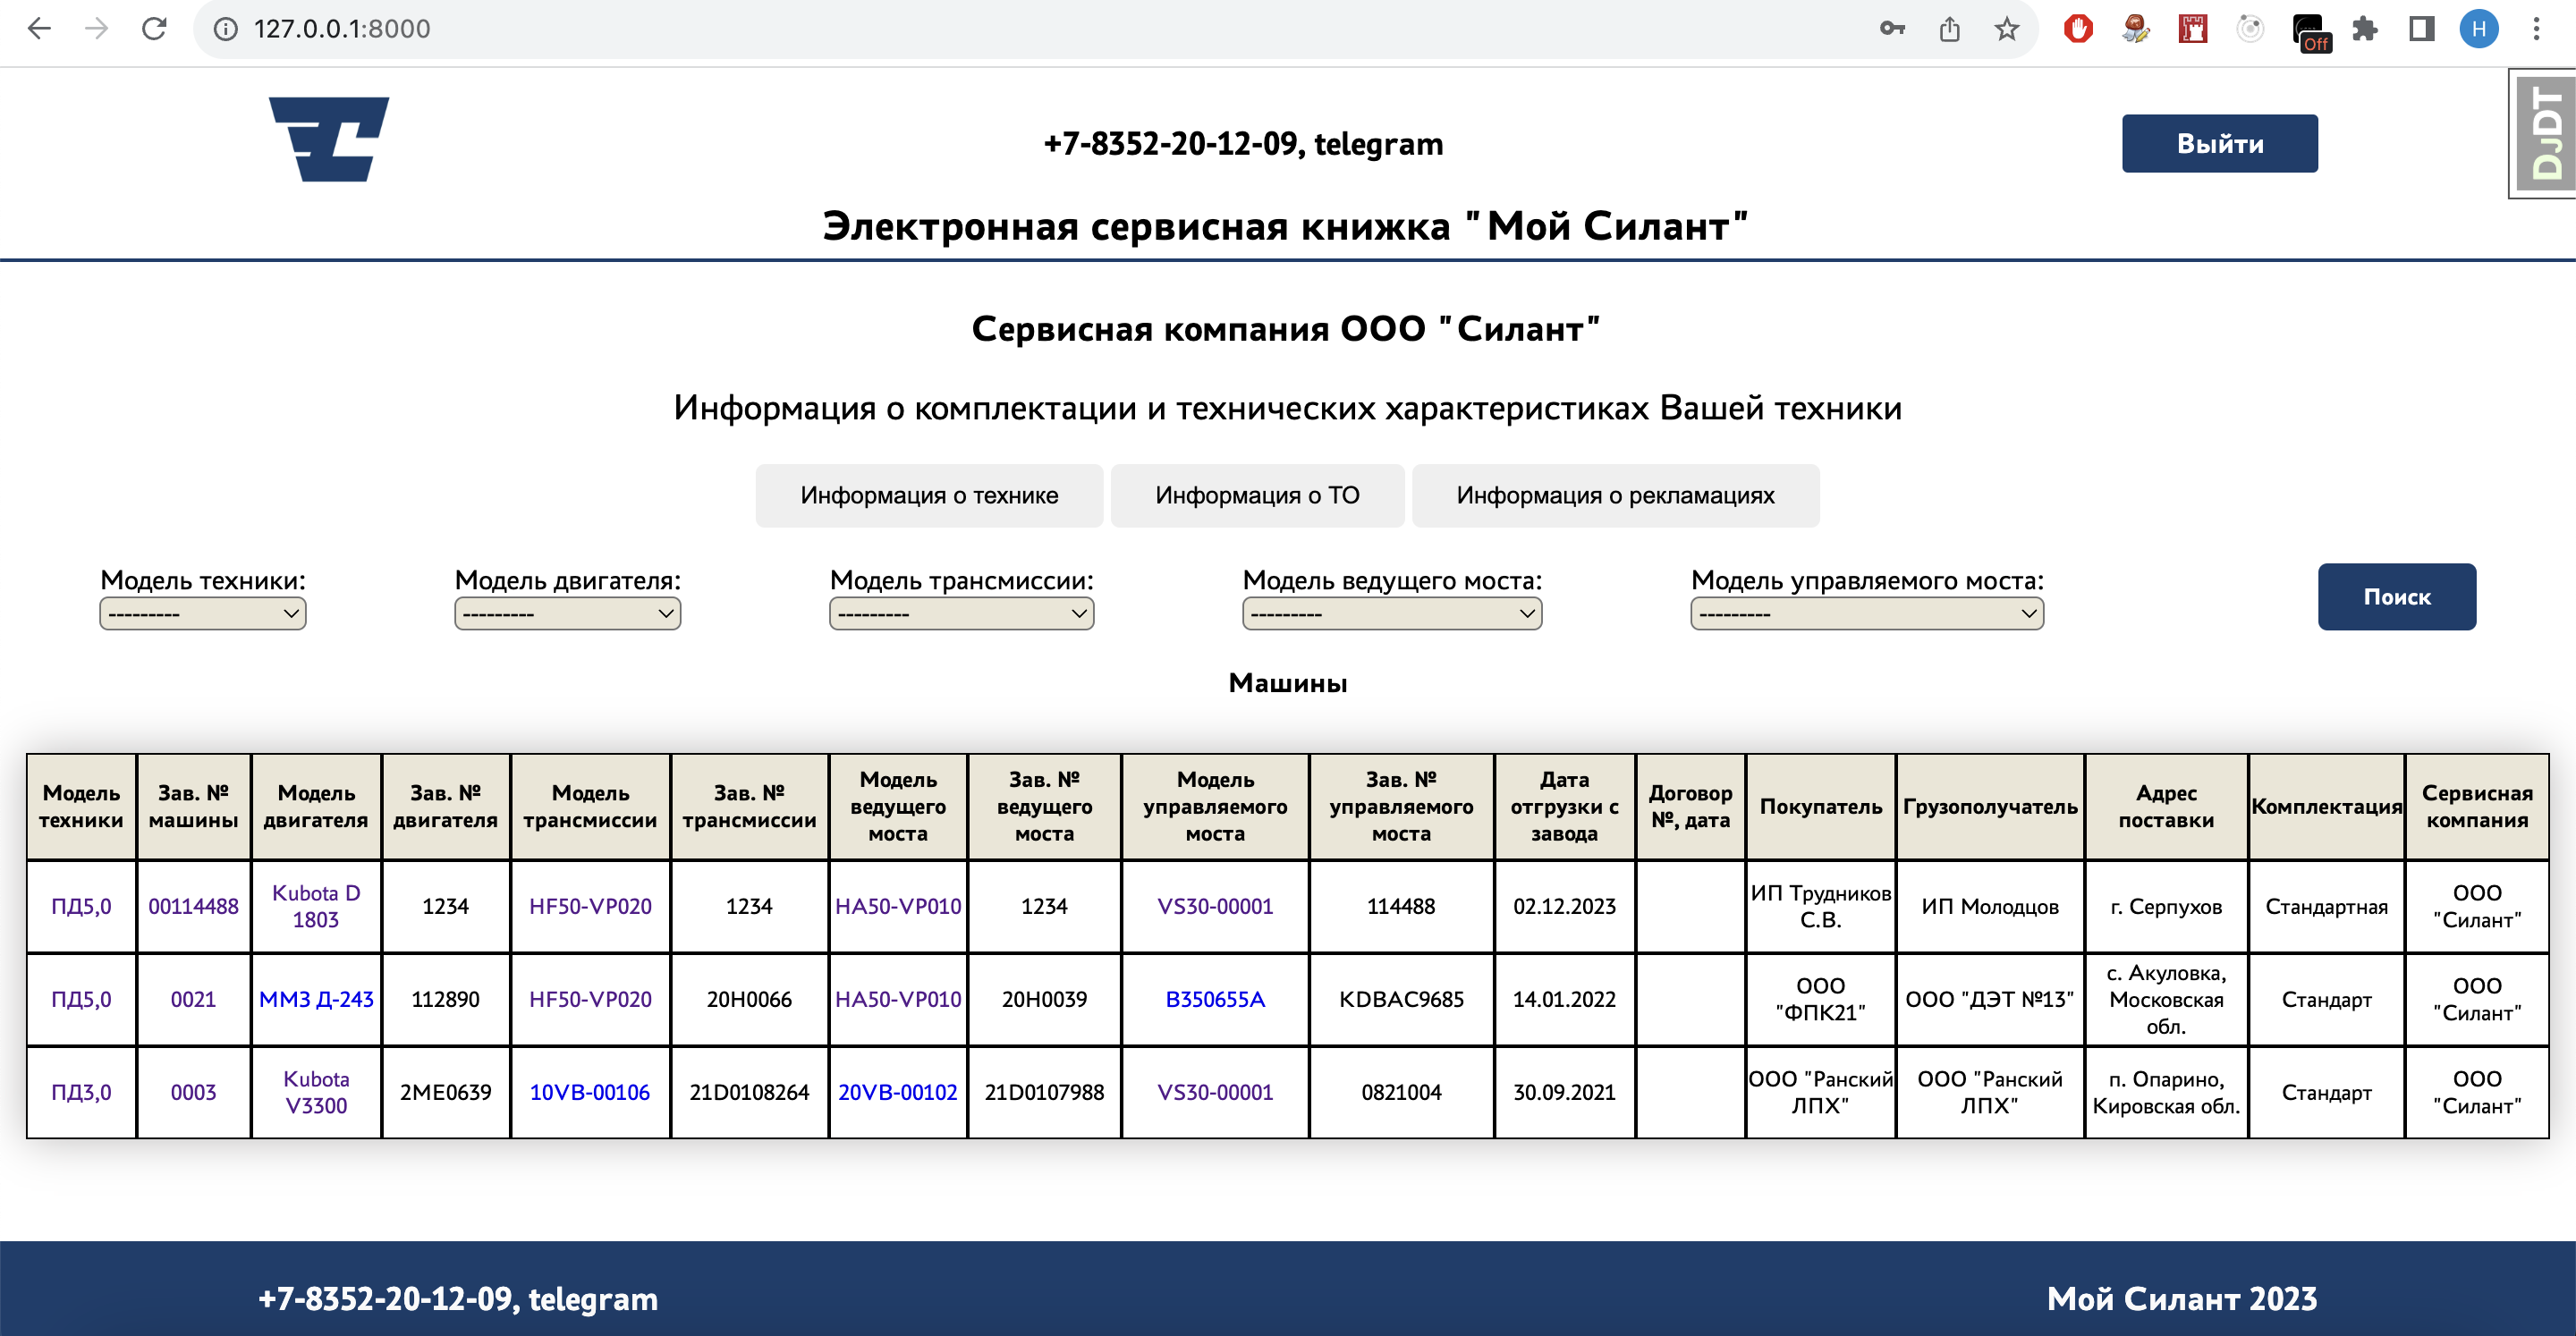 127.0.0.1:8000
Off
H
DJDT
+7-8352-20-12-09, telegram
Выйти
Электронная сервисная книжка "Мой Силант"
Сервисная компания ООО "Силант"
Информация о комплектации и технических характеристиках Вашей техники
Информация о технике Информация о ТО Информация о рекламациях
Модель техники: Модель двигателя: Модель трансмиссии: Модель ведущего моста: Модель управляемого моста:
--------- --------- --------- --------- ---------
Поиск
Машины
Модель техники Зав. № машины Модель двигателя Зав. № двигателя Модель трансмиссии Зав. № трансмиссии Модель ведущего моста Зав. № ведущего моста Модель управляемого моста Зав. № управляемого моста Дата отгрузки с завода Договор №, дата Покупатель Грузополучатель Адрес поставки Комплектация Сервисная компания
ПД5,0 00114488 Kubota D 1803 1234 HF50-VP020 1234 HA50-VP010 1234 VS30-00001 114488 02.12.2023 ИП Трудников С.В. ИП Молодцов г. Серпухов Стандартная ООО "Силант"
ПД5,0 0021 ММЗ Д-243 112890 HF50-VP020 20H0066 HA50-VP010 20H0039 B350655A KDBAC9685 14.01.2022 ООО "ФПК21" ООО "ДЭТ №13" с. Акуловка, Московская обл. Стандарт ООО "Силант"
ПД3,0 0003 Kubota V3300 2ME0639 10VB-00106 21D0108264 20VB-00102 21D0107988 VS30-00001 0821004 30.09.2021 ООО "Ранский ЛПХ" ООО "Ранский ЛПХ" п. Опарино, Кировская обл. Стандарт ООО "Силант"
+7-8352-20-12-09, telegram
Мой Силант 2023